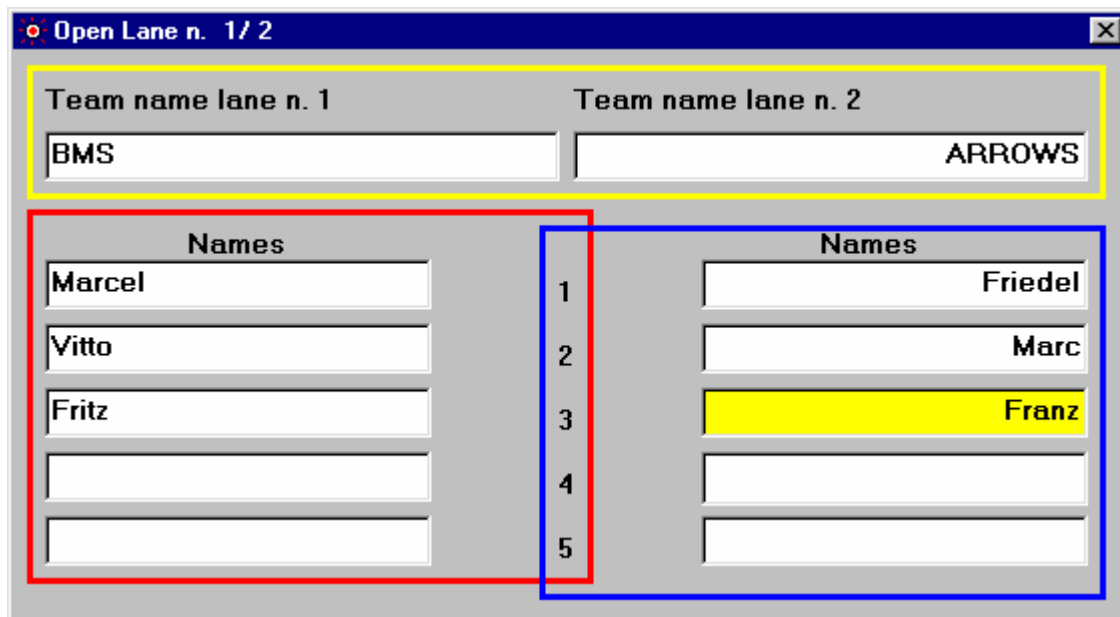 Open Lane n. 1/ 2
Team name lane n. 1 Team name lane n. 2
BMS ARROWS
Names Names
Marcel 1 Friedel
Vitto 2 Marc
Fritz 3 Franz
4
5